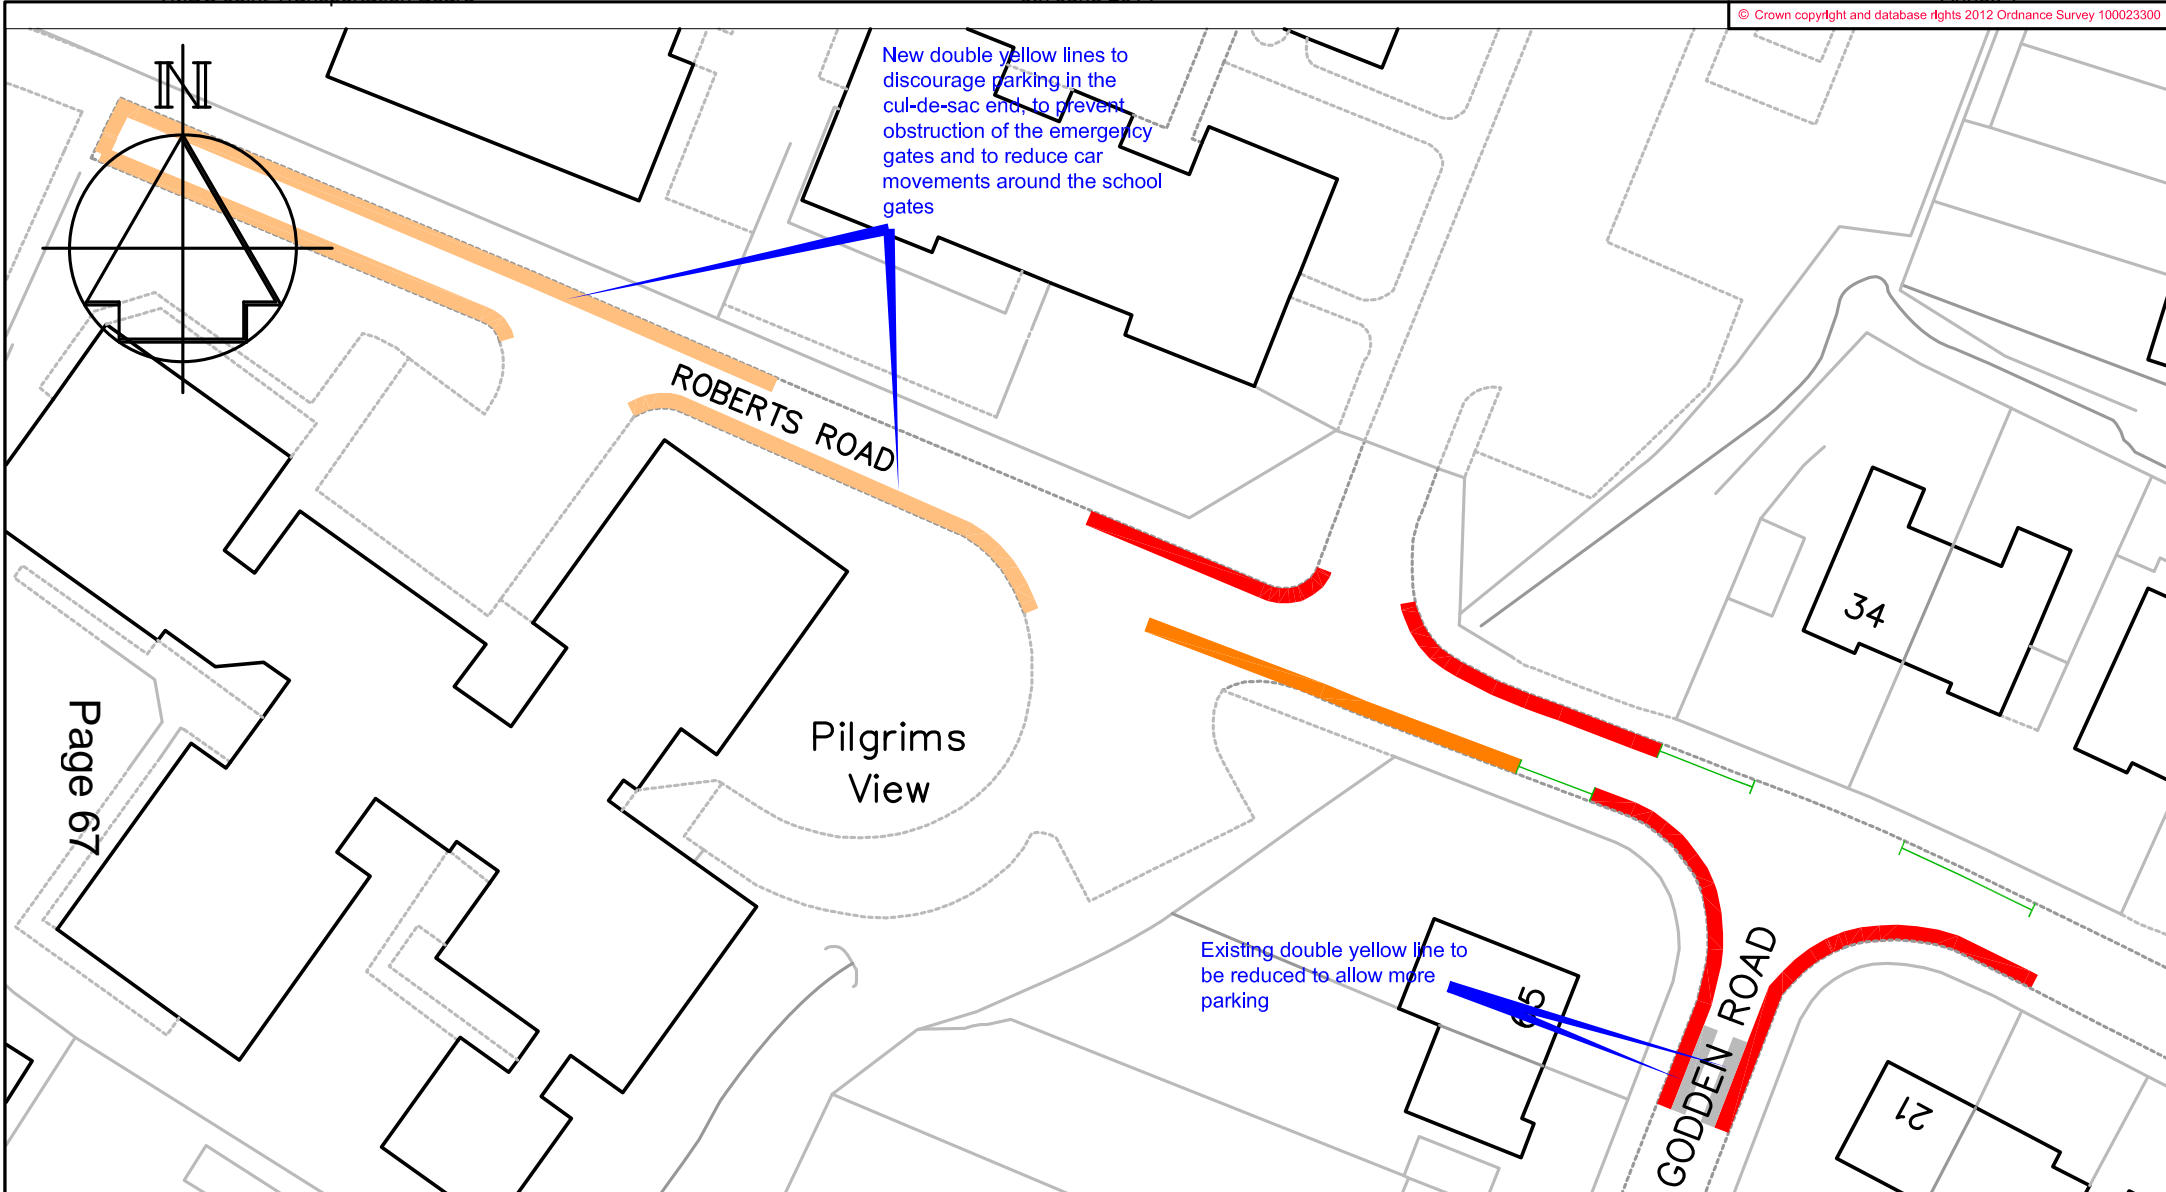 © Crown copyright and database rights 2012 Ordnance Survey 100023300
N
New double yellow lines to
discourage parking in the
cul-de-sac end, to prevent
obstruction of the emergency
gates and to reduce car
movements around the school
gates
ROBERTS ROAD
34
Page 67
Pilgrims
View
Existing double yellow line to
be reduced to allow more
parking
65
GODDEN ROAD
21